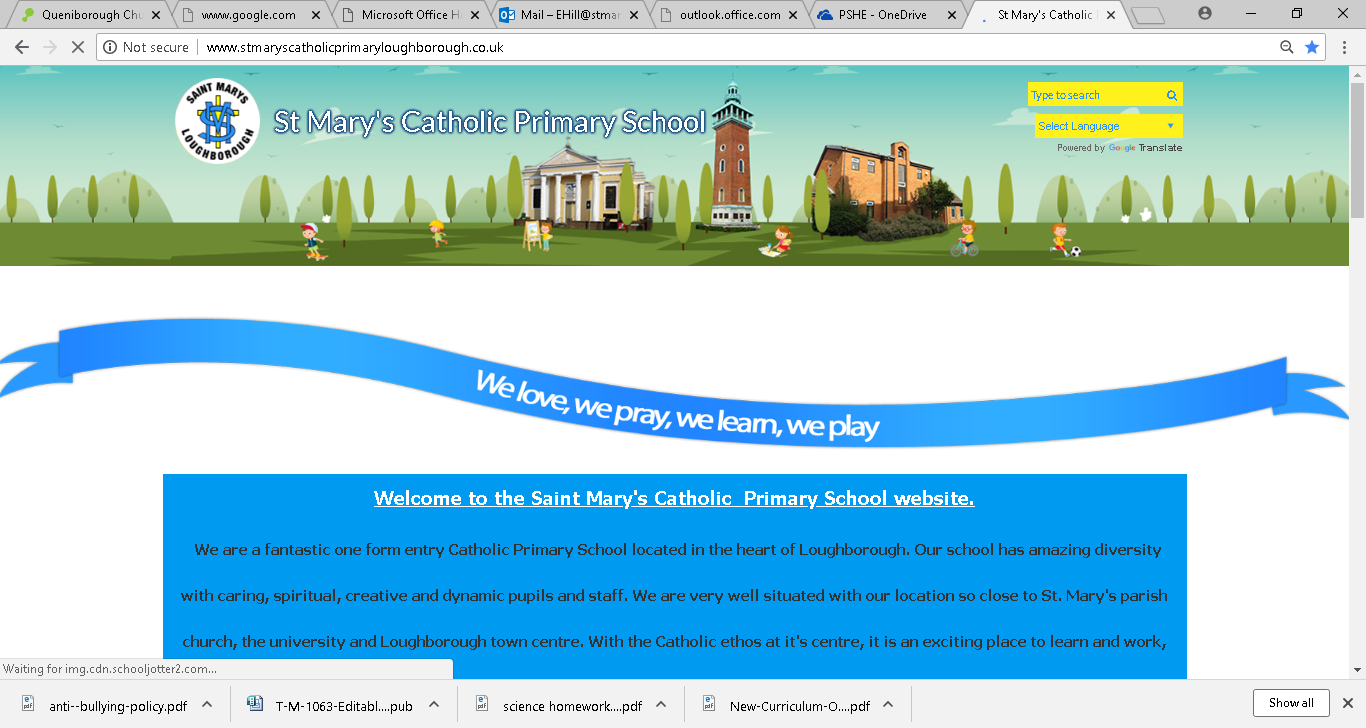 Queniborough Chu
www.google.com
Microsoft Office H
Mail – EHill@stmar
outlook.office.com
PSHE - OneDrive
St Mary's Catholic
Not secure
www.stmaryscatholicprimaryloughborough.co.uk
SAINT MARYS
LOUGHBOROUGH
St Mary's Catholic Primary School
Type to search
Select Language
Powered by Google Translate
We love, we pray, we learn, we play
Welcome to the Saint Mary's Catholic  Primary School website.
We are a fantastic one form entry Catholic Primary School located in the heart of Loughborough. Our school has amazing diversity
with caring, spiritual, creative and dynamic pupils and staff. We are very well situated with our location so close to St. Mary's parish
church, the university and Loughborough town centre. With the Catholic ethos at it's centre, it is an exciting place to learn and work,
Waiting for img.cdn.schooljotter2.com...
anti--bullying-policy.pdf
T-M-1063-Editabl....pub
science homework....pdf
New-Curriculum-O....pdf
Show all